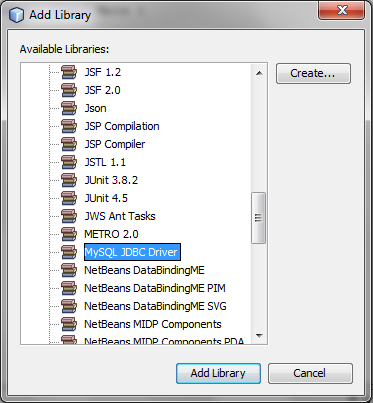 Add Library
Available Libraries:
JSF 1.2
JSF 2.0
Json
JSP Compilation
JSP Compiler
JSTL 1.1
JUnit 3.8.2
JUnit 4.5
JWS Ant Tasks
METRO 2.0
MySQL JDBC Driver
NetBeans DataBindingME
NetBeans DataBindingME PIM
NetBeans DataBindingME SVG
NetBeans MIDP Components
NetBeans MIDP Components PDA
Create...
Add Library
Cancel